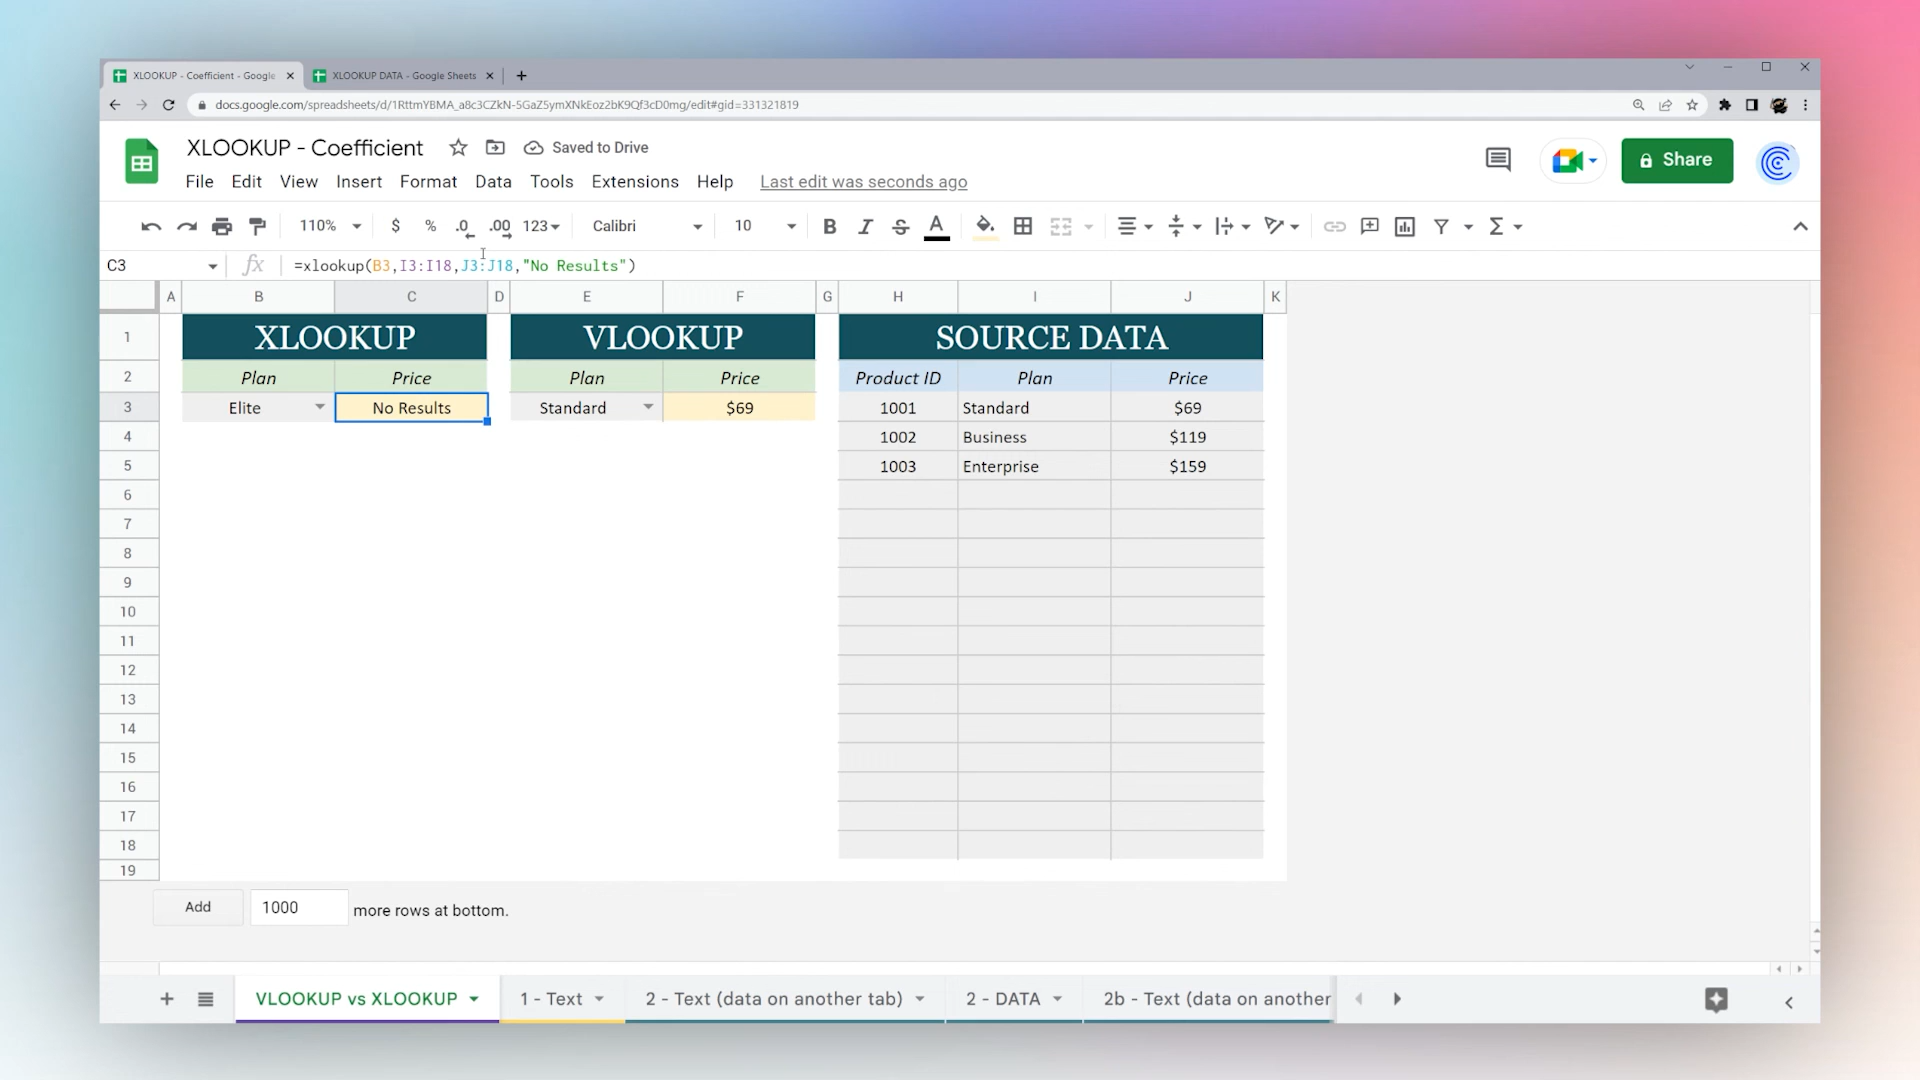 XLOOKUP - Coefficient - Google
XLOOKUP DATA - Google Sheets
docs.google.com/spreadsheets/d/1RttmYBMA_a8c3CZkN-5GaZ5ymXNkEoz2bK9Qf3cD0mg/edit#gid=331321819
XLOOKUP - Coefficient Saved to Drive
Share
File Edit View Insert Format Data Tools Extensions Help Last edit was seconds ago
110% $ % .0 .00 123 Calibri 10 B I S A Σ
C3 fx =xlookup(B3,I3:I18,J3:J18,"No Results")
A B C D E F G H I J K
1 XLOOKUP VLOOKUP SOURCE DATA
2 Plan Price Plan Price Product ID Plan Price
3 Elite No Results Standard $69 1001 Standard $69
4 1002 Business $119
5 1003 Enterprise $159
6
7
8
9
10
11
12
13
14
15
16
17
18
19
Add 1000 more rows at bottom.
VLOOKUP vs XLOOKUP 1 - Text 2 - Text (data on another tab) 2 - DATA 2b - Text (data on another